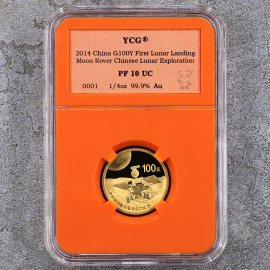 YCG®
2014 China G100Y First Lunar Landing
Moon Rover Chinese Lunar Exploration
PF 10 UC
0001 1/4oz 99.9% Au
100元